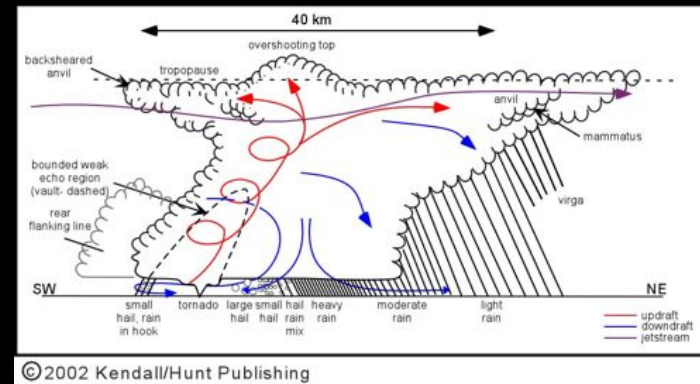 40 km
overshooting top
backsheared
anvil
tropopause
anvil
mammatus
bounded weak
echo region
(vault- dashed)
virga
rear
flanking line
SW
NE
small
hail, rain
in hook
tornado
large
hail
small
hail
hail
rain
mix
heavy
rain
moderate
rain
light
rain
updraft
downdraft
jetstream
©2002 Kendall/Hunt Publishing